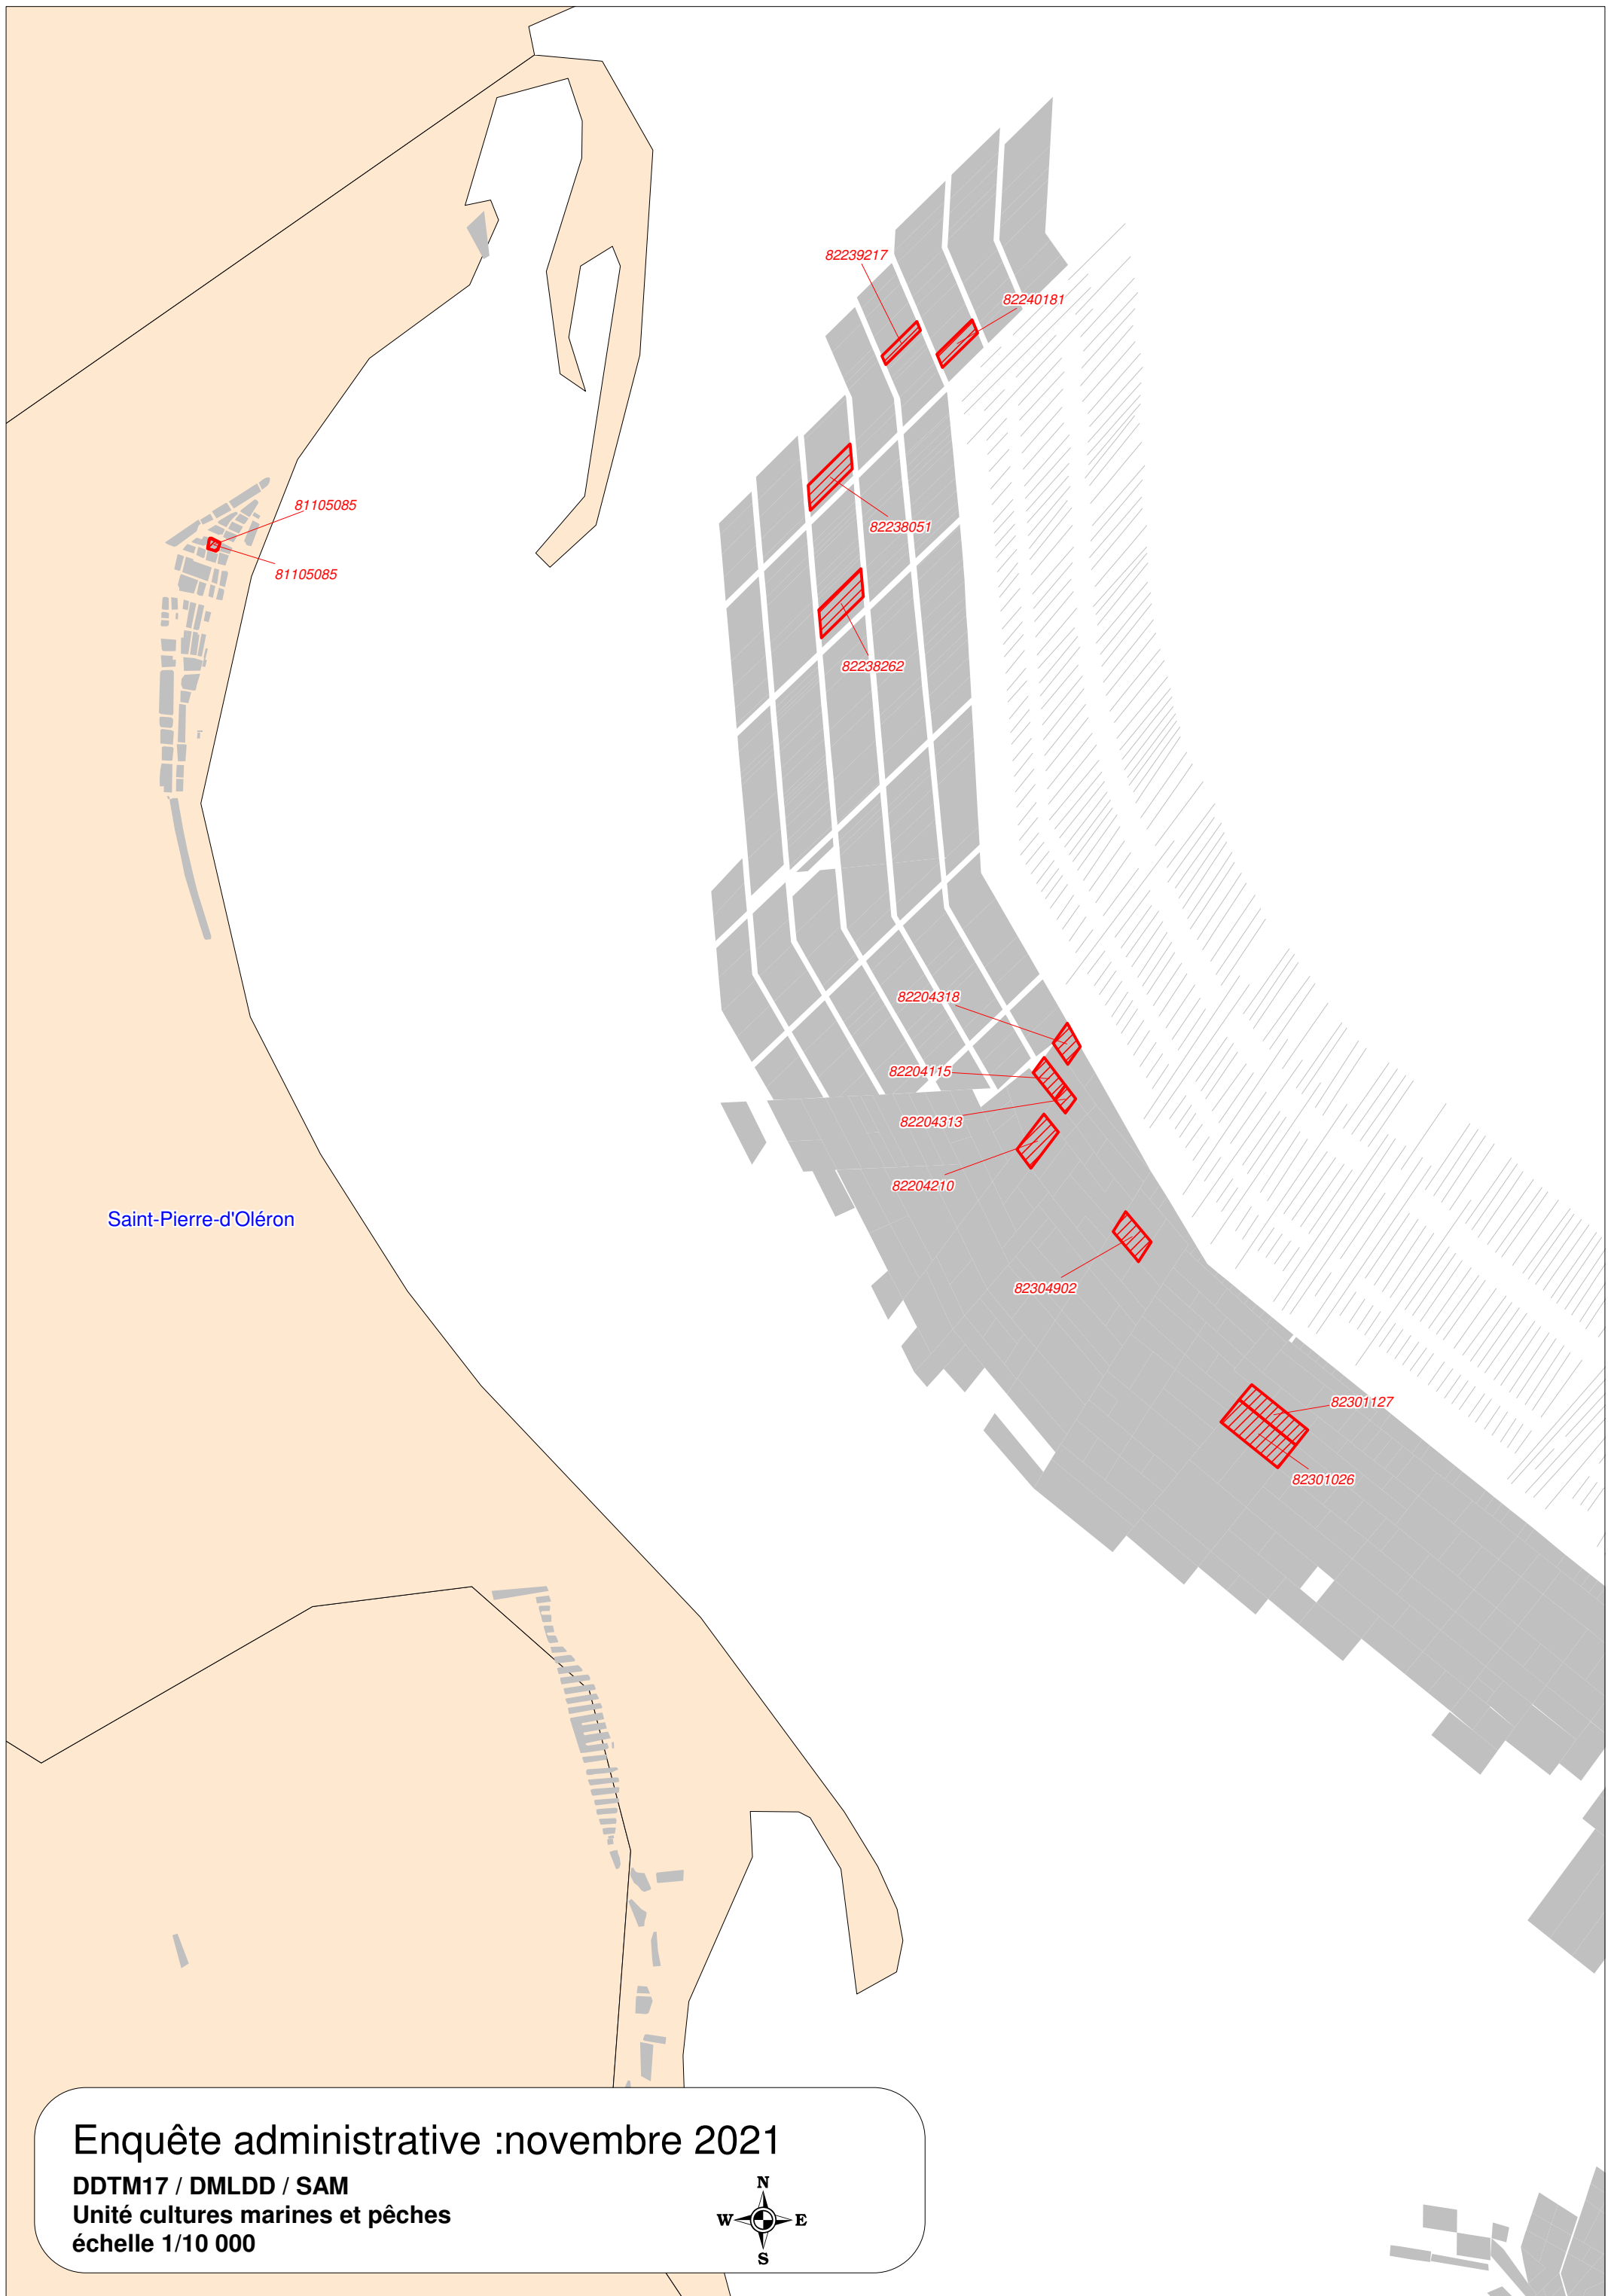 82239217
82240181
81105085
82238051
81105085
82238262
82204318
82204115
82204313
82204210
Saint-Pierre-d'Oléron
82304902
82301127
82301026
Enquête administrative :novembre 2021
DDTM17 / DMLDD / SAM
Unité cultures marines et pêches
échelle 1/10 000
N
W E
S